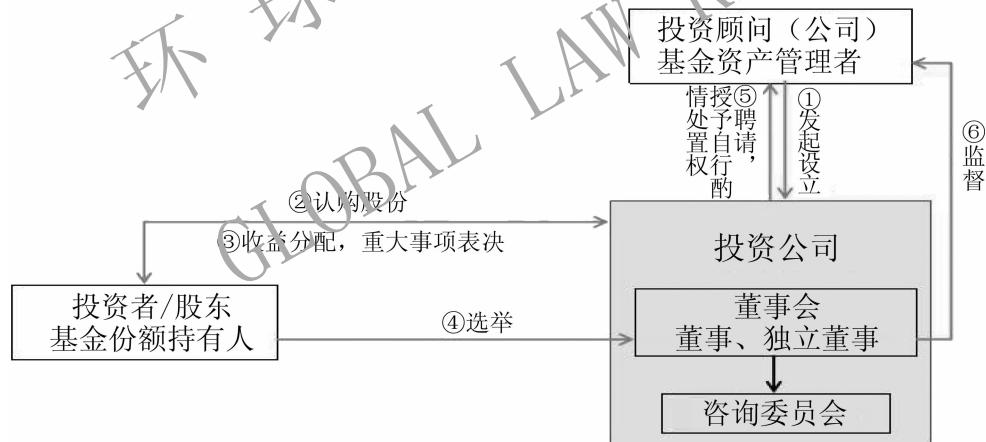 环 球
GLOBAL LAW
投资顾问（公司）
基金资产管理者
⑤聘请，
授予自行酌
情处置权
①发起设立
⑥监督
②认购股份
③收益分配，重大事项表决
投资公司
投资者/股东
基金份额持有人
④选举
董事会
董事、独立董事
咨询委员会